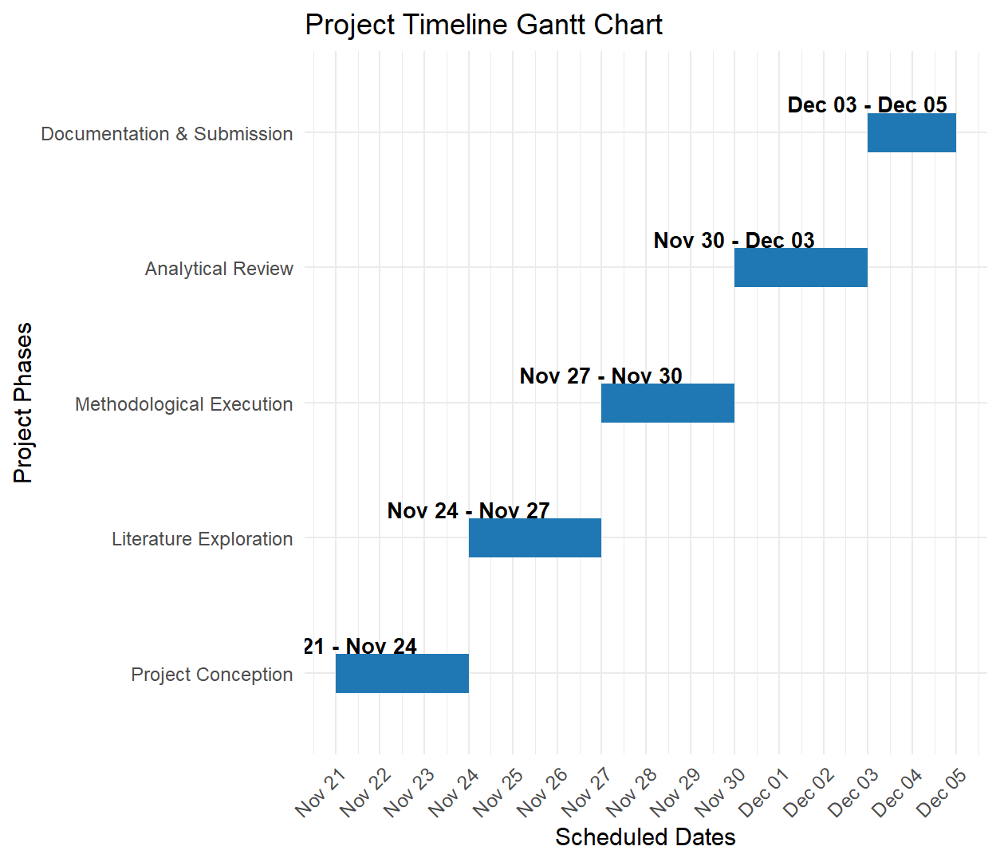 Project Timeline Gantt Chart
Project Phases
Documentation & Submission
Dec 03 - Dec 05
Analytical Review
Nov 30 - Dec 03
Methodological Execution
Nov 27 - Nov 30
Literature Exploration
Nov 24 - Nov 27
Project Conception
21 - Nov 24
Nov 21
Nov 22
Nov 23
Nov 24
Nov 25
Nov 26
Nov 27
Nov 28
Nov 29
Nov 30
Dec 01
Dec 02
Dec 03
Dec 04
Dec 05
Scheduled Dates